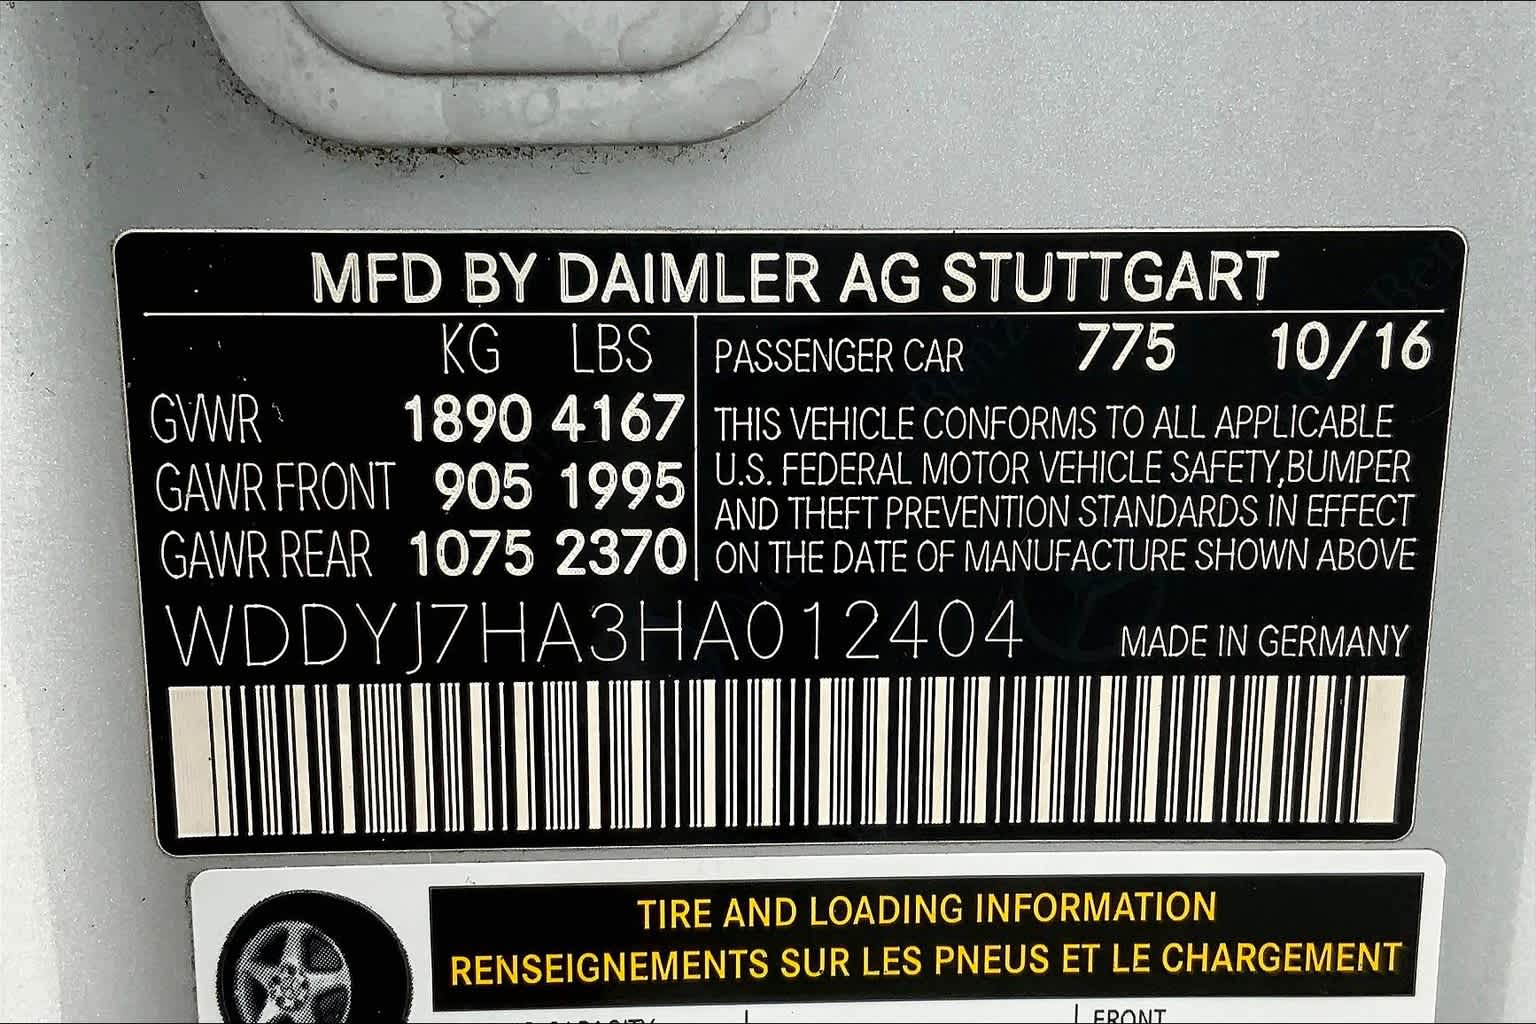 MFD BY DAIMLER AG STUTTGART
KG LBS
GVWR 1890 4167
GAWR FRONT 905 1995
GAWR REAR 1075 2370
PASSENGER CAR 775 10/16
THIS VEHICLE CONFORMS TO ALL APPLICABLE
U.S. FEDERAL MOTOR VEHICLE SAFETY,BUMPER
AND THEFT PREVENTION STANDARDS IN EFFECT
ON THE DATE OF MANUFACTURE SHOWN ABOVE
WDDYJ7HA3HA012404
MADE IN GERMANY
TIRE AND LOADING INFORMATION
RENSEIGNEMENTS SUR LES PNEUS ET LE CHARGEMENT
CAPACITY
FRONT